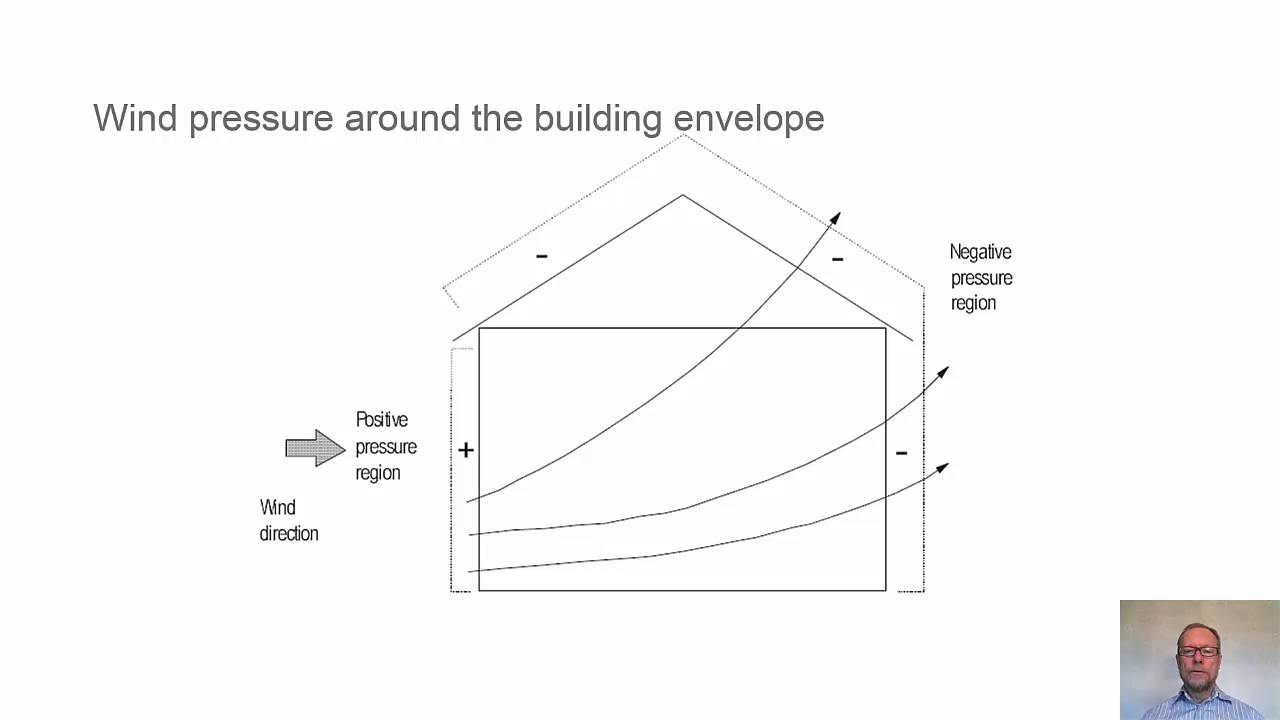 Wind pressure around the building envelope
-
-
Negative
pressure
region
Positive
pressure
region
+
-
Wind
direction